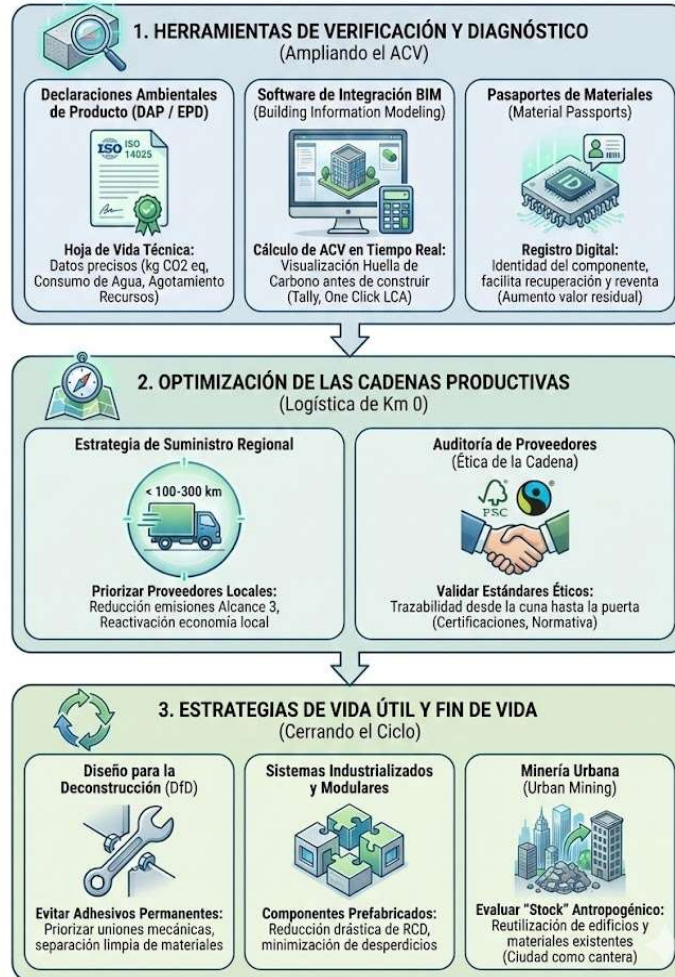 1. HERRAMIENTAS DE VERIFICACIÓN Y DIAGNÓSTICO
(Ampliando el ACV)
Declaraciones Ambientales
de Producto (DAP / EPD)
ISO
ISO
14025
Hoja de Vida Técnica:
Datos precisos (kg CO2 eq,
Consumo de Agua, Agotamiento
Recursos)
Software de Integración BIM
(Building Information Modeling)
Cálculo de ACV en Tiempo Real:
Visualización Huella de
Carbono antes de construir
(Tally, One Click LCA)
Pasaportes de Materiales
(Material Passports)
ID
Registro Digital:
Identidad del componente,
facilita recuperación y reventa
(Aumento valor residual)
2. OPTIMIZACIÓN DE LAS CADENAS PRODUCTIVAS
(Logística de Km 0)
Estrategia de Suministro Regional
< 100-300 km
Priorizar Proveedores Locales:
Reducción emisiones Alcance 3,
Reactivación economía local
Auditoría de Proveedores
(Ética de la Cadena)
PSC
Validar Estándares Éticos:
Trazabilidad desde la cuna hasta la puerta
(Certificaciones, Normativa)
3. ESTRATEGIAS DE VIDA ÚTIL Y FIN DE VIDA
(Cerrando el Ciclo)
Diseño para la
Deconstrucción (DfD)
Evitar Adhesivos Permanentes:
Priorizar uniones mecánicas,
separación limpia de materiales
Sistemas Industrializados
y Modulares
Componentes Prefabricados:
Reducción drástica de RCD,
minimización de desperdicios
Minería Urbana
(Urban Mining)
Evaluar "Stock" Antropogénico:
Reutilización de edificios y
materiales existentes
(Ciudad como cantera)